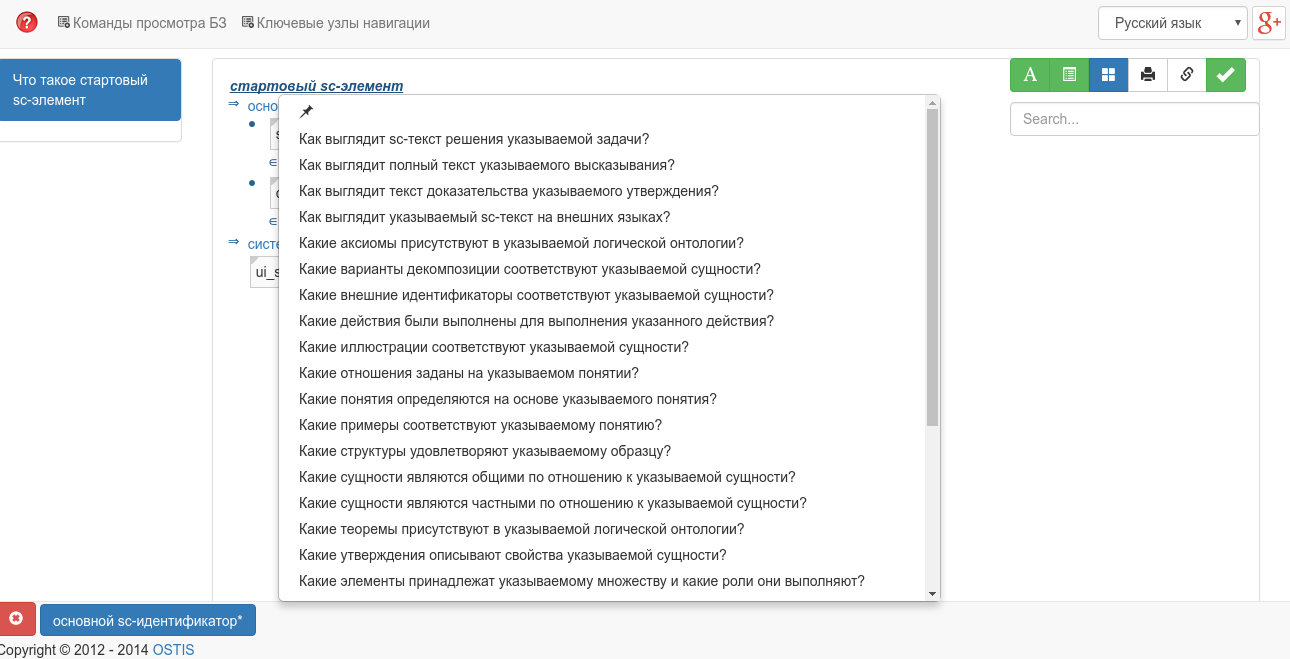 Команды просмотра БЗ
Ключевые узлы навигации
Русский язык
g+
Что такое стартовый
sc-элемент
стартовый sc-элемент
A
Search...
Как выглядит sc-текст решения указываемой задачи?
Как выглядит полный текст указываемого высказывания?
Как выглядит текст доказательства указываемого утверждения?
Как выглядит указываемый sc-текст на внешних языках?
Какие аксиомы присутствуют в указываемой логической онтологии?
Какие варианты декомпозиции соответствуют указываемой сущности?
Какие внешние идентификаторы соответствуют указываемой сущности?
Какие действия были выполнены для выполнения указанного действия?
Какие иллюстрации соответствуют указываемой сущности?
Какие отношения заданы на указываемом понятии?
Какие понятия определяются на основе указываемого понятия?
Какие примеры соответствуют указываемому понятию?
Какие структуры удовлетворяют указываемому образцу?
Какие сущности являются общими по отношению к указываемой сущности?
Какие сущности являются частными по отношению к указываемой сущности?
Какие теоремы присутствуют в указываемой логической онтологии?
Какие утверждения описывают свойства указываемой сущности?
Какие элементы принадлежат указываемому множеству и какие роли они выполняют?
основной sc-идентификатор*
Copyright © 2012 - 2014 OSTIS